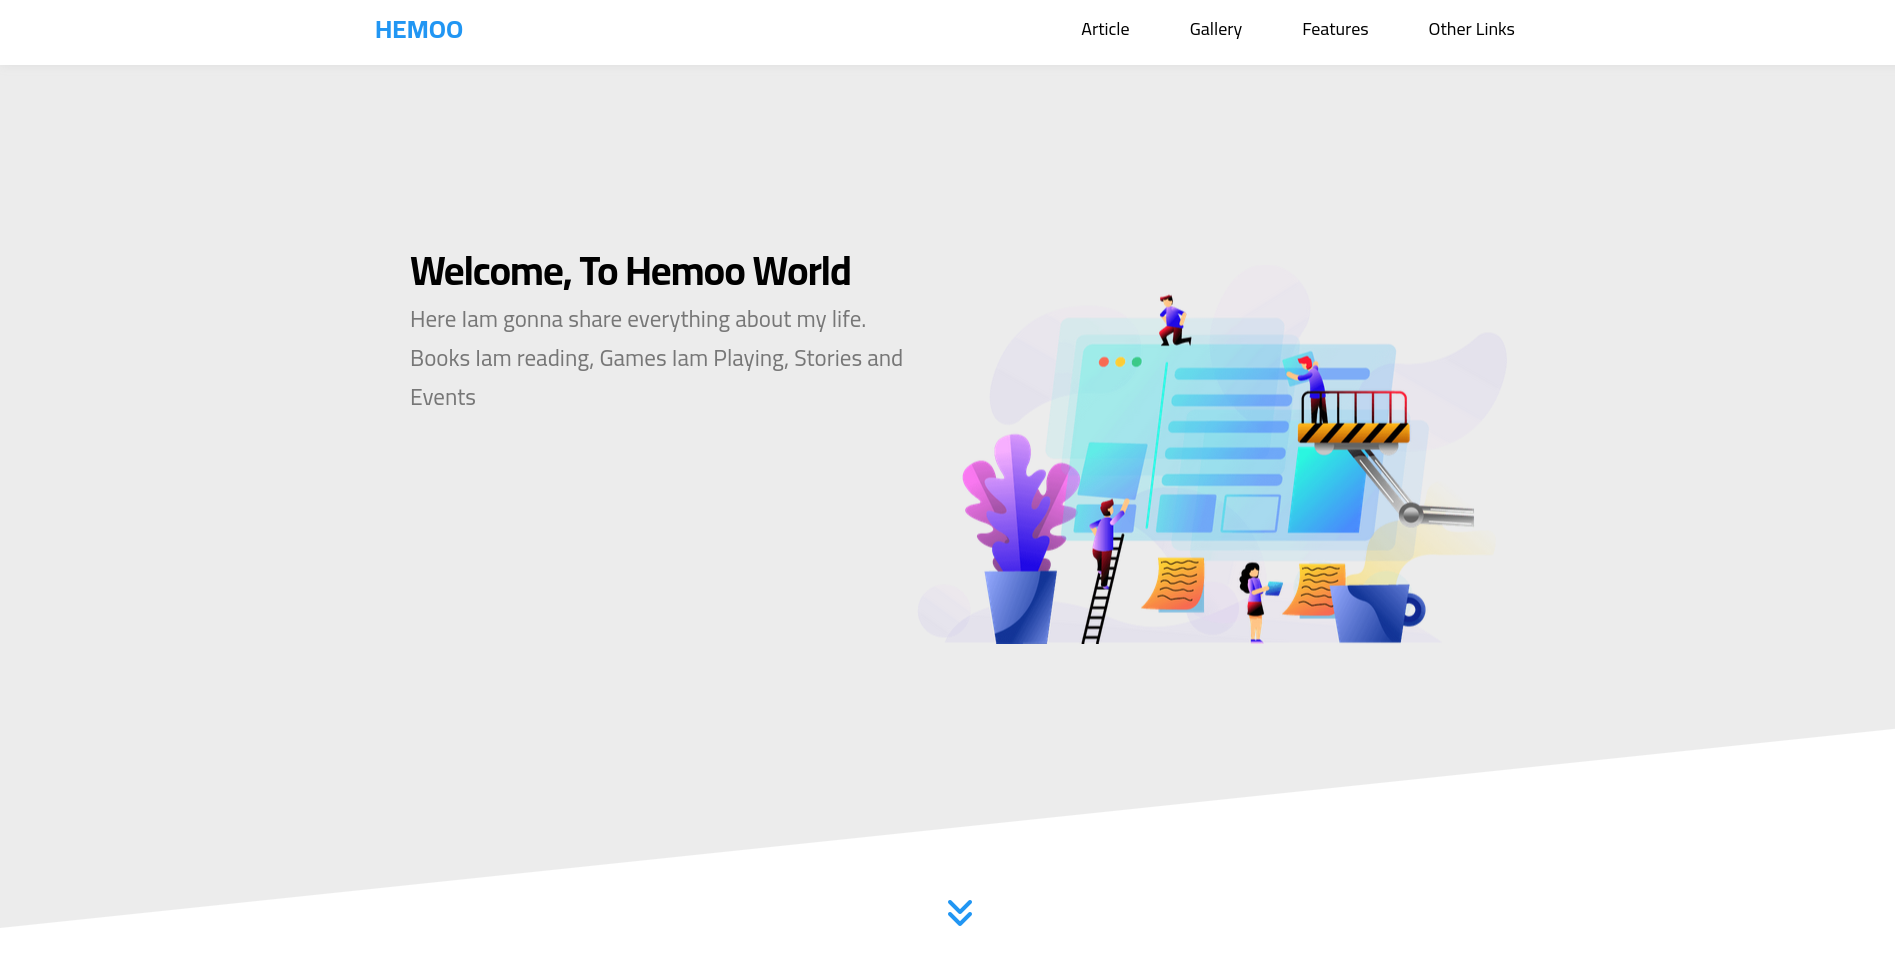 HEMOO
Article
Gallery
Features
Other Links
Welcome, To Hemoo World
Here Iam gonna share everything about my life.
Books Iam reading, Games Iam Playing, Stories and
Events